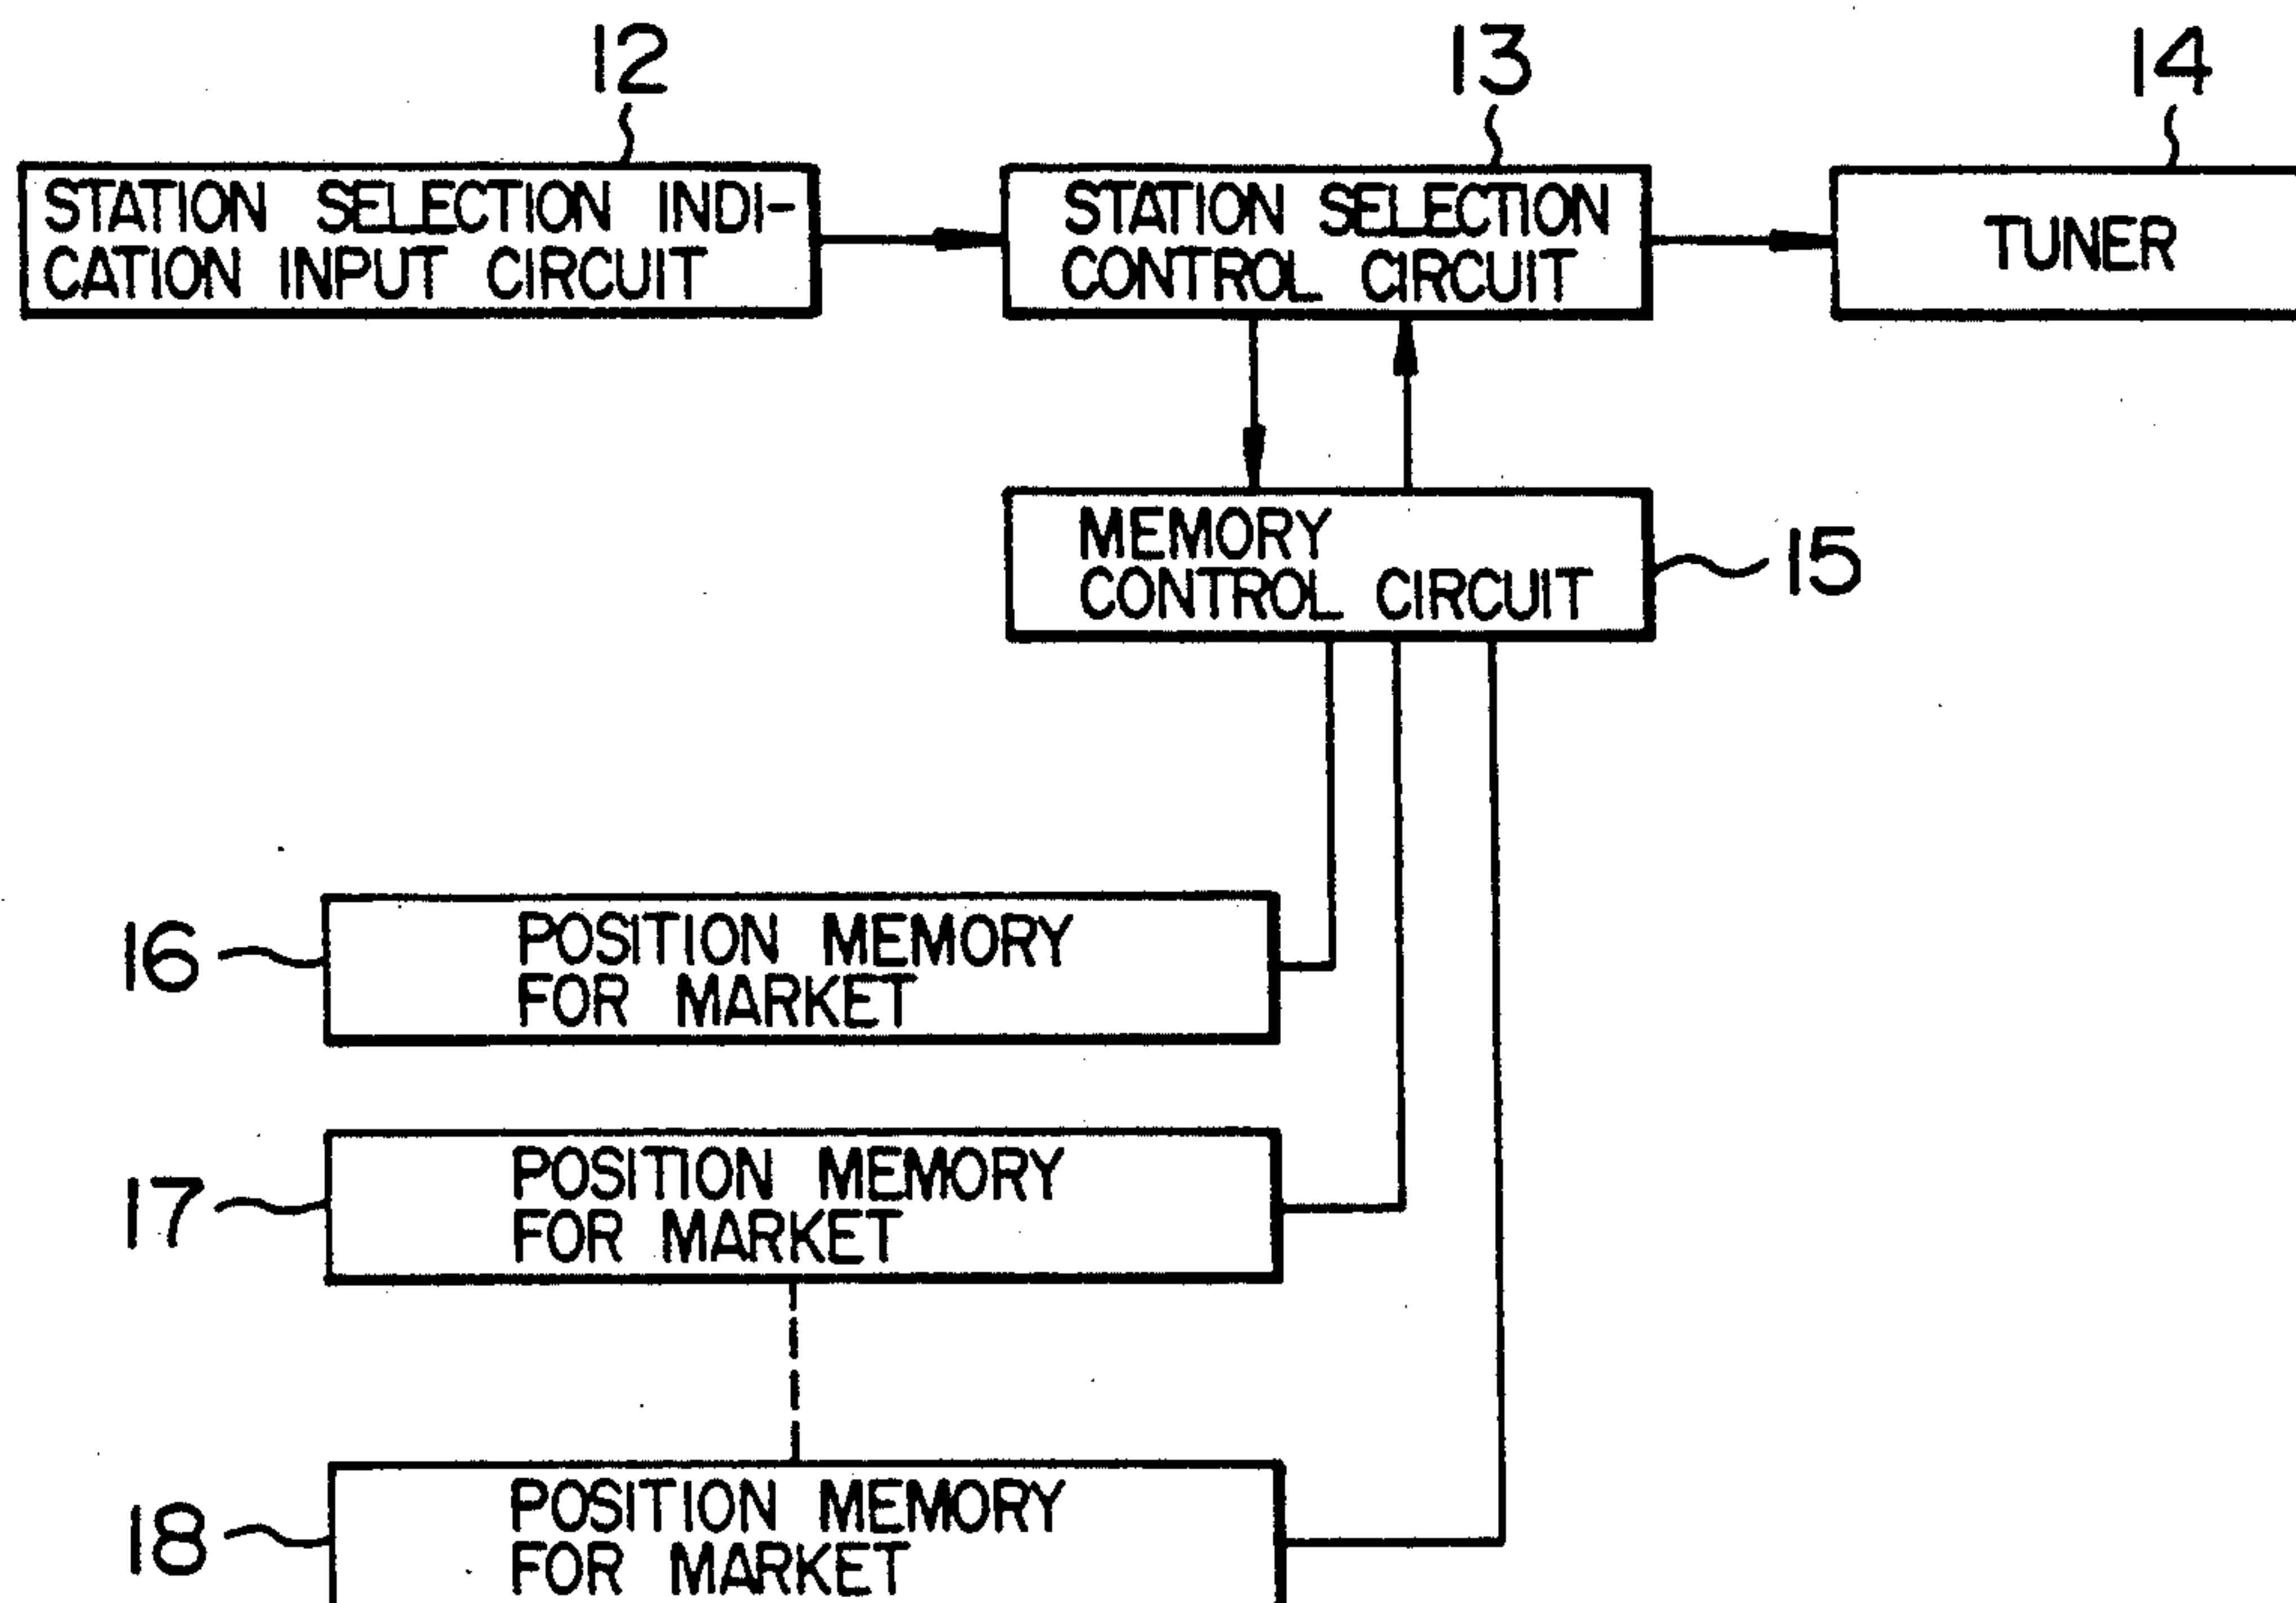 12
13
14
STATION SELECTION INDI-
CATION INPUT CIRCUIT
STATION SELECTION
CONTROL CIRCUIT
TUNER
MEMORY
CONTROL CIRCUIT
15
16
POSITION MEMORY
FOR MARKET
17
POSITION MEMORY
FOR MARKET
18
POSITION MEMORY
FOR MARKET